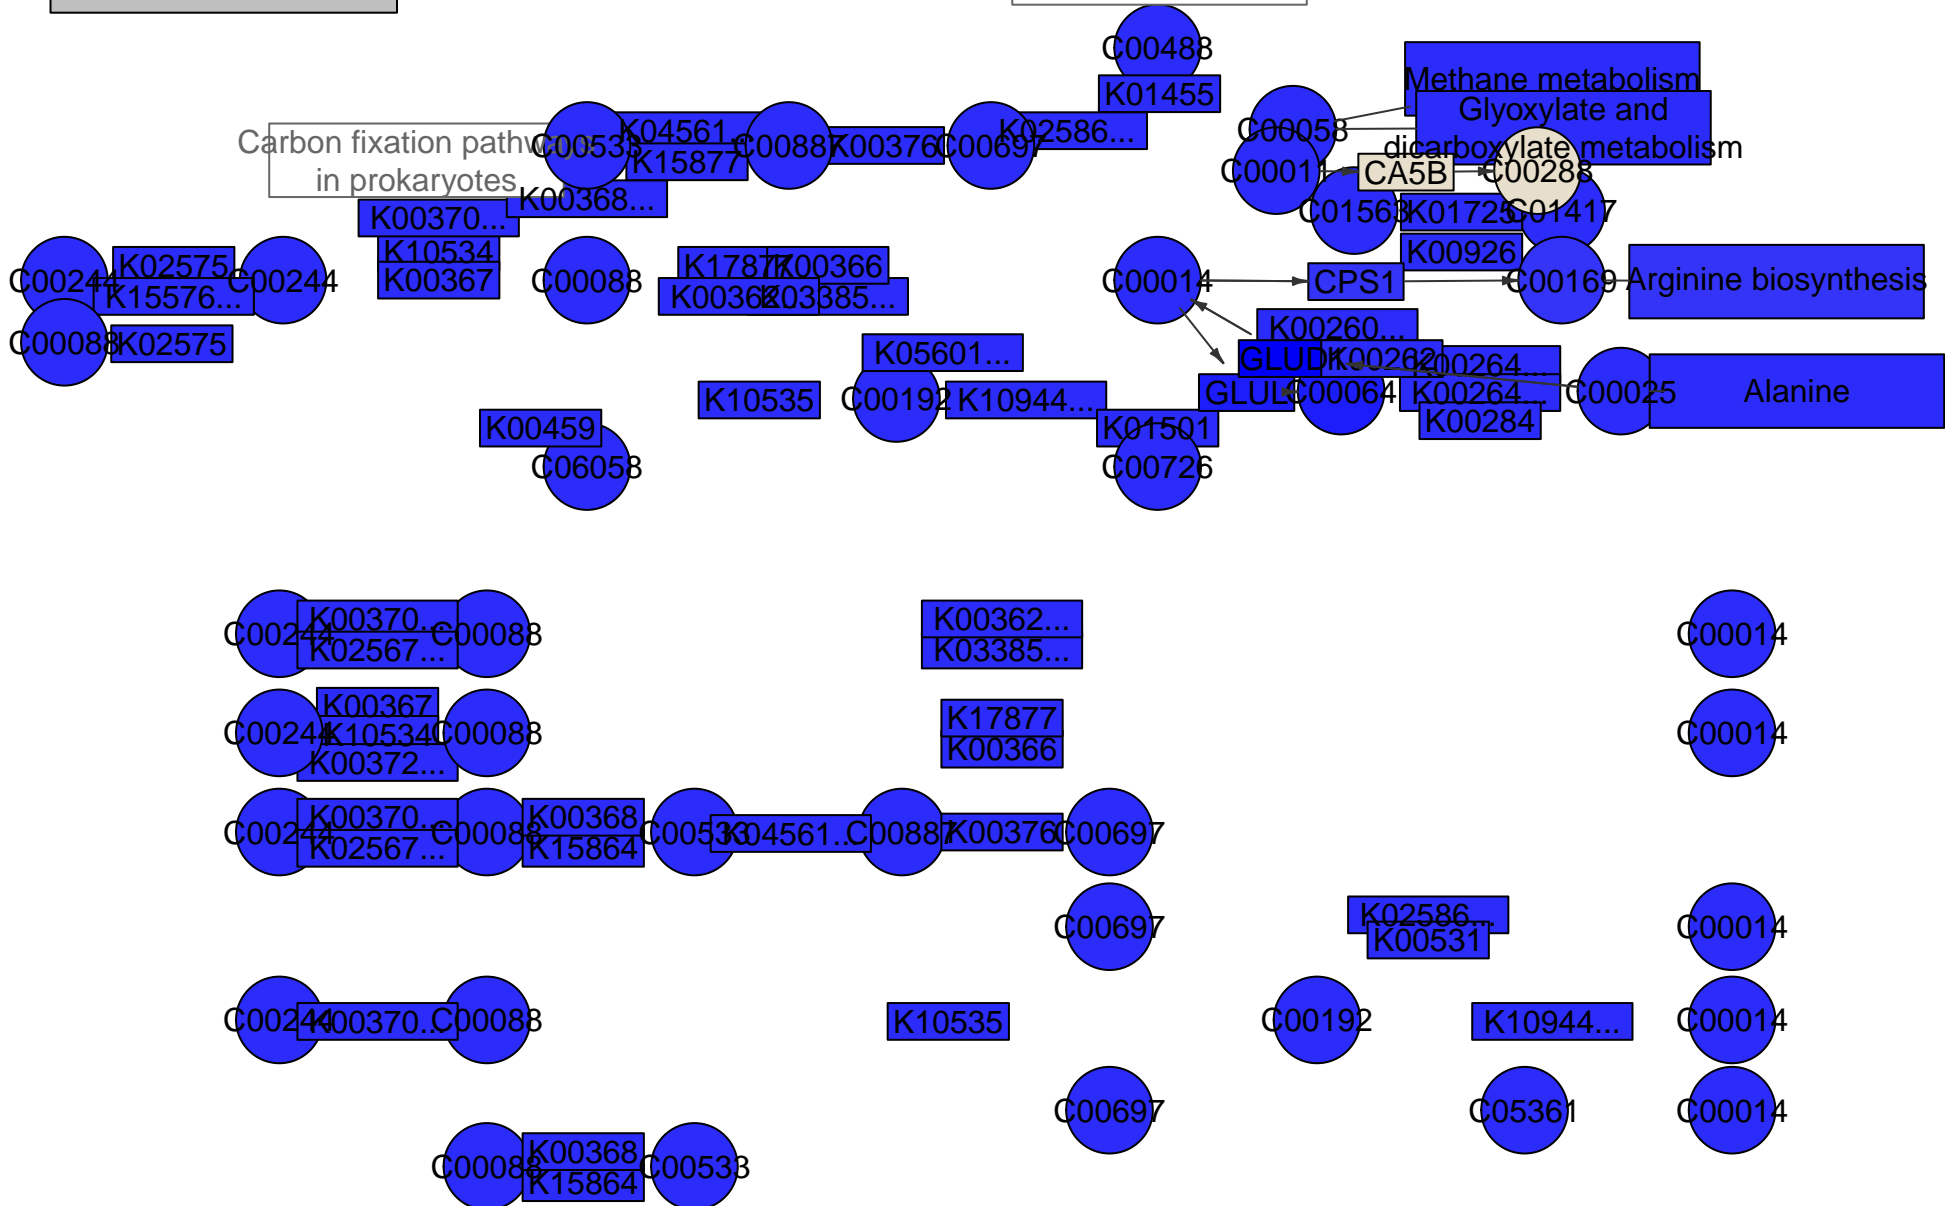 C00488
K01455
Methane metabolism
Glyoxylate and
dicarboxylate metabolism
C00058
Carbon fixation pathways
in prokaryotes
C00533
K04561...
K15877
C00887
K00376
C00697
K02586...
C00011
CA5B
C00288
K00368...
K00370...
C01563
K01725
C01417
K10534
K00367
K00926
C00244
K02575
K15576...
C00244
C00088
K17877
K00366
K00362...
K03385...
C00014
CPS1
C00169
Arginine biosynthesis
C00088
K02575
K05601...
K00260...
GLUD1
K00262
K00264...
K10535
C00192
K10944...
GLUL
C00064
K00264...
C00025
Alanine
K00459
K01501
K00284
C06058
C00726
C00244
K00370...
K02567...
C00088
K00362...
K03385...
C00014
C00244
K00367
K10534
K00372...
C00088
K17877
K00366
C00014
C00244
K00370...
K02567...
C00088
K00368
K15864
C00533
K04561...
C00887
K00376
C00697
C00697
K02586...
K00531
C00014
C00244
K00370...
C00088
K10535
C00192
K10944...
C00014
C00697
C05361
C00014
C00088
K00368
K15864
C00533